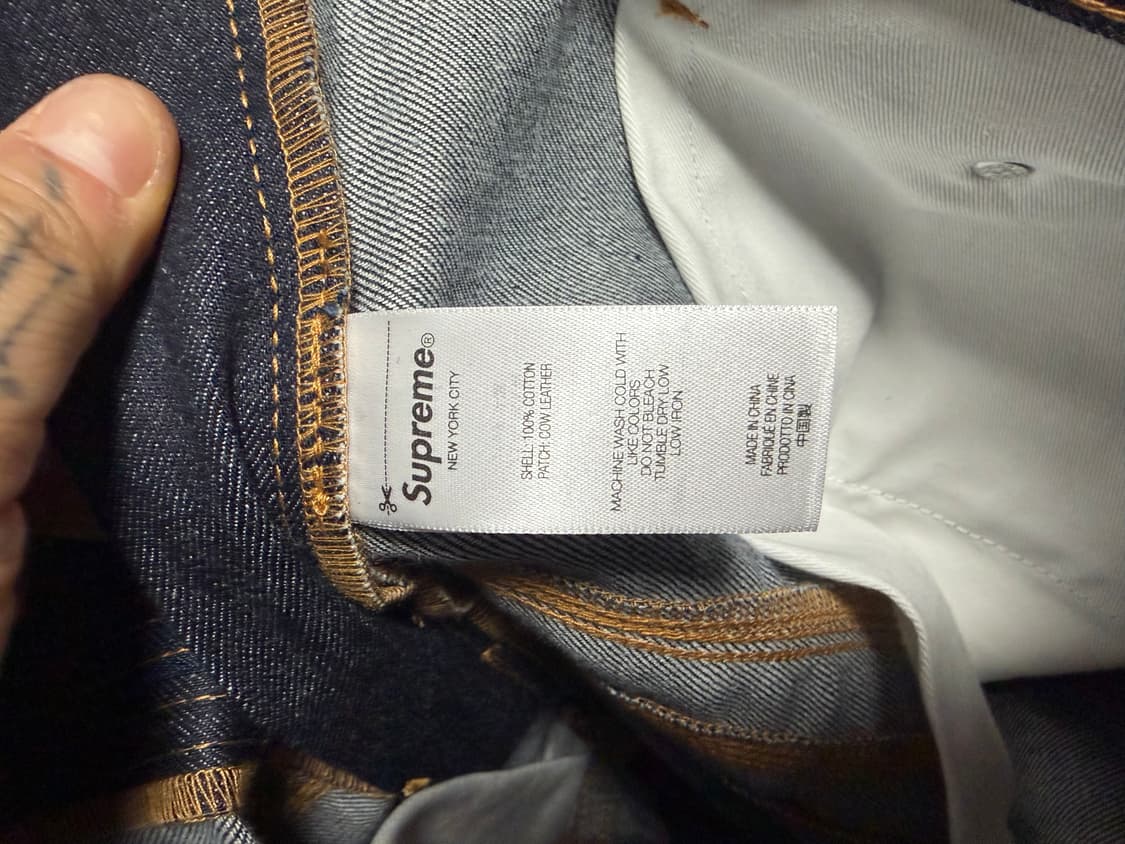 Supreme®
NEW YORK CITY
SHELL: 100% COTTON
PATCH: COW LEATHER
MACHINE WASH COLD WITH
LIKE COLORS
DO NOT BLEACH
TUMBLE DRY LOW
LOW IRON
MADE IN CHINA
FABRIQUE EN CHINE
PRODOTTO IN CINA
中国製